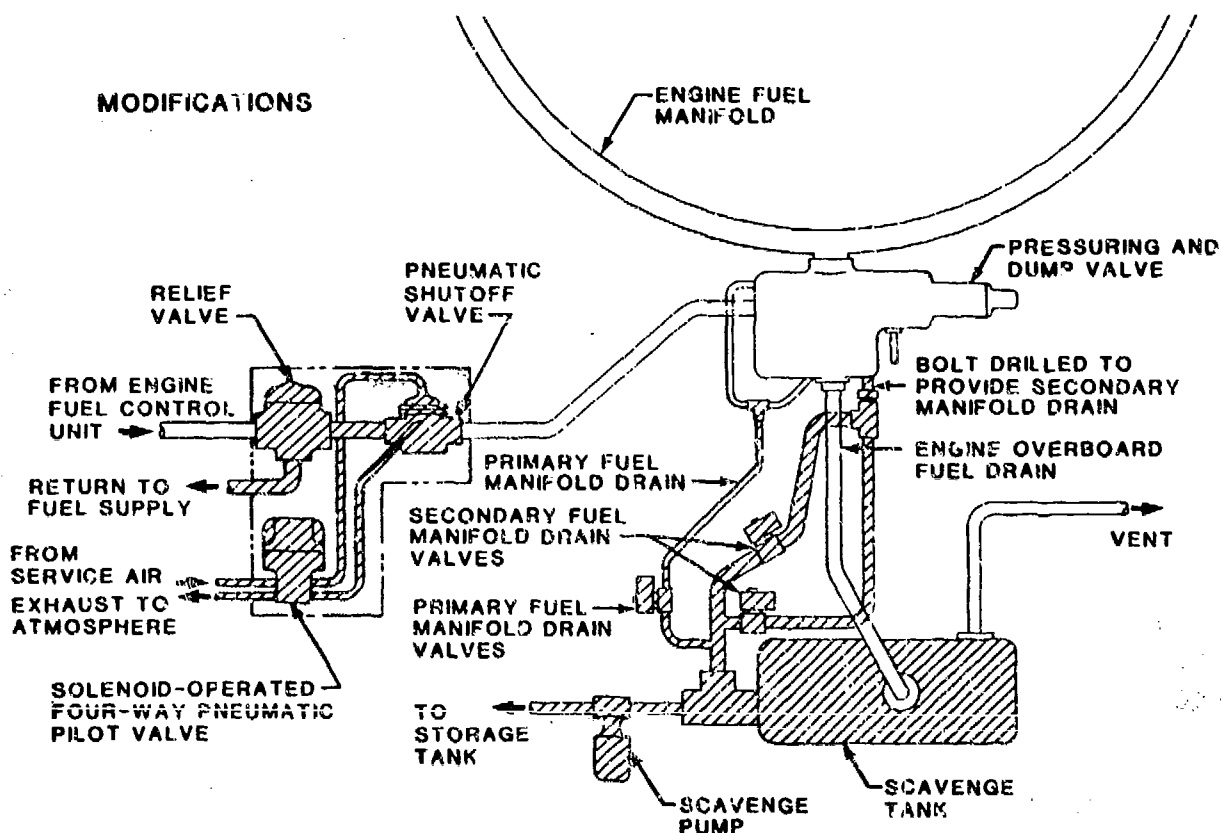 MODIFICATIONS
ENGINE FUEL
MANIFOLD
PRESSURING AND
DUMP VALVE
PNEUMATIC
SHUTOFF
VALVE
RELIEF
VALVE
FROM ENGINE
FUEL CONTROL
UNIT
BOLT DRILLED TO
PROVIDE SECONDARY
MANIFOLD DRAIN
ENGINE OVERBOARD
FUEL DRAIN
PRIMARY FUEL
MANIFOLD DRAIN
RETURN TO
FUEL SUPPLY
SECONDARY FUEL
MANIFOLD DRAIN
VALVES
VENT
FROM
SERVICE AIR
EXHAUST TO
ATMOSPHERE
PRIMARY FUEL
MANIFOLD DRAIN
VALVES
SOLENOID-OPERATED
FOUR-WAY PNEUMATIC
PILOT VALVE
TO
STORAGE
TANK
SCAVENGE
PUMP
SCAVENGE
TANK